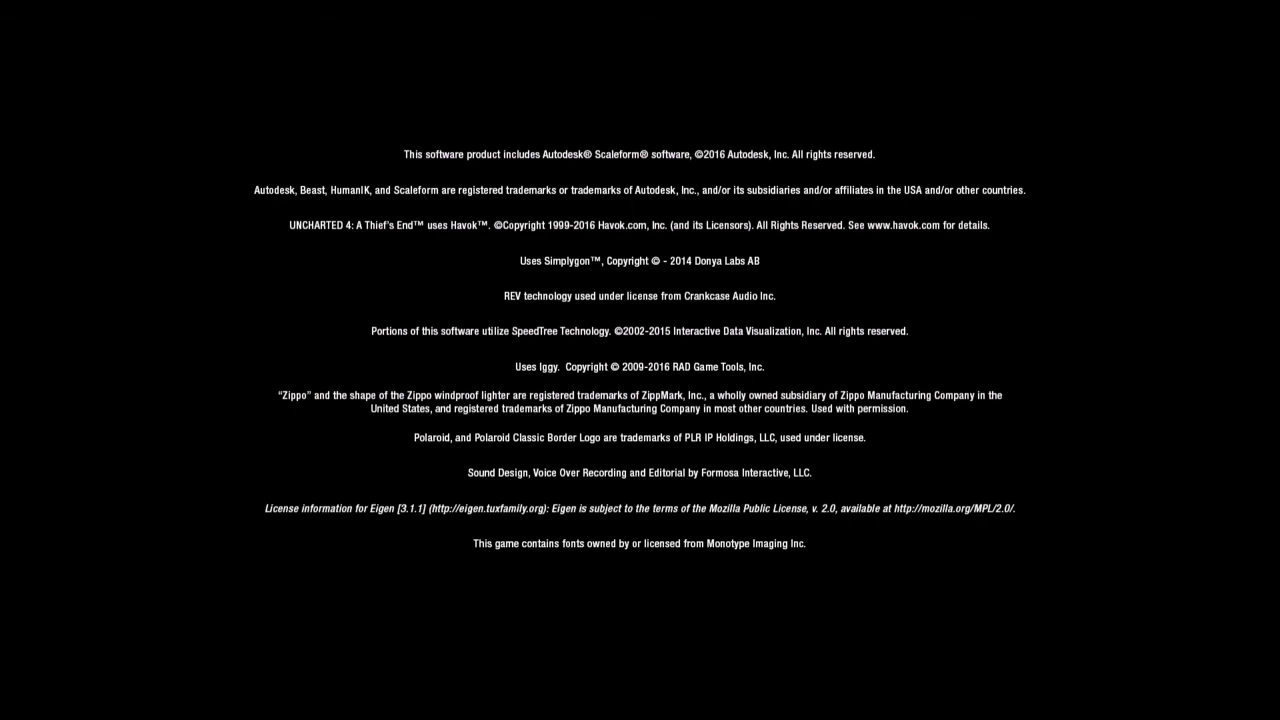 This software product includes Autodesk® Scaleform® software, ©2016 Autodesk, Inc. All rights reserved.
Autodesk, Beast, HumanIK, and Scaleform are registered trademarks or trademarks of Autodesk, Inc., and/or its subsidiaries and/or affiliates in the USA and/or other countries.
UNCHARTED 4: A Thief's End™ uses Havok™. ©Copyright 1999-2016 Havok.com, Inc. (and its Licensors). All Rights Reserved. See www.havok.com for details.
Uses Simplygon™, Copyright © - 2014 Donya Labs AB
REV technology used under license from Crankcase Audio Inc.
Portions of this software utilize SpeedTree Technology. ©2002-2015 Interactive Data Visualization, Inc. All rights reserved.
Uses Iggy.  Copyright © 2009-2016 RAD Game Tools, Inc.
“Zippo” and the shape of the Zippo windproof lighter are registered trademarks of ZippMark, Inc., a wholly owned subsidiary of Zippo Manufacturing Company in the
United States, and registered trademarks of Zippo Manufacturing Company in most other countries. Used with permission.
Polaroid, and Polaroid Classic Border Logo are trademarks of PLR IP Holdings, LLC, used under license.
Sound Design, Voice Over Recording and Editorial by Formosa Interactive, LLC.
License information for Eigen [3.1.1] (http://eigen.tuxfamily.org): Eigen is subject to the terms of the Mozilla Public License, v. 2.0, available at http://mozilla.org/MPL/2.0/.
This game contains fonts owned by or licensed from Monotype Imaging Inc.